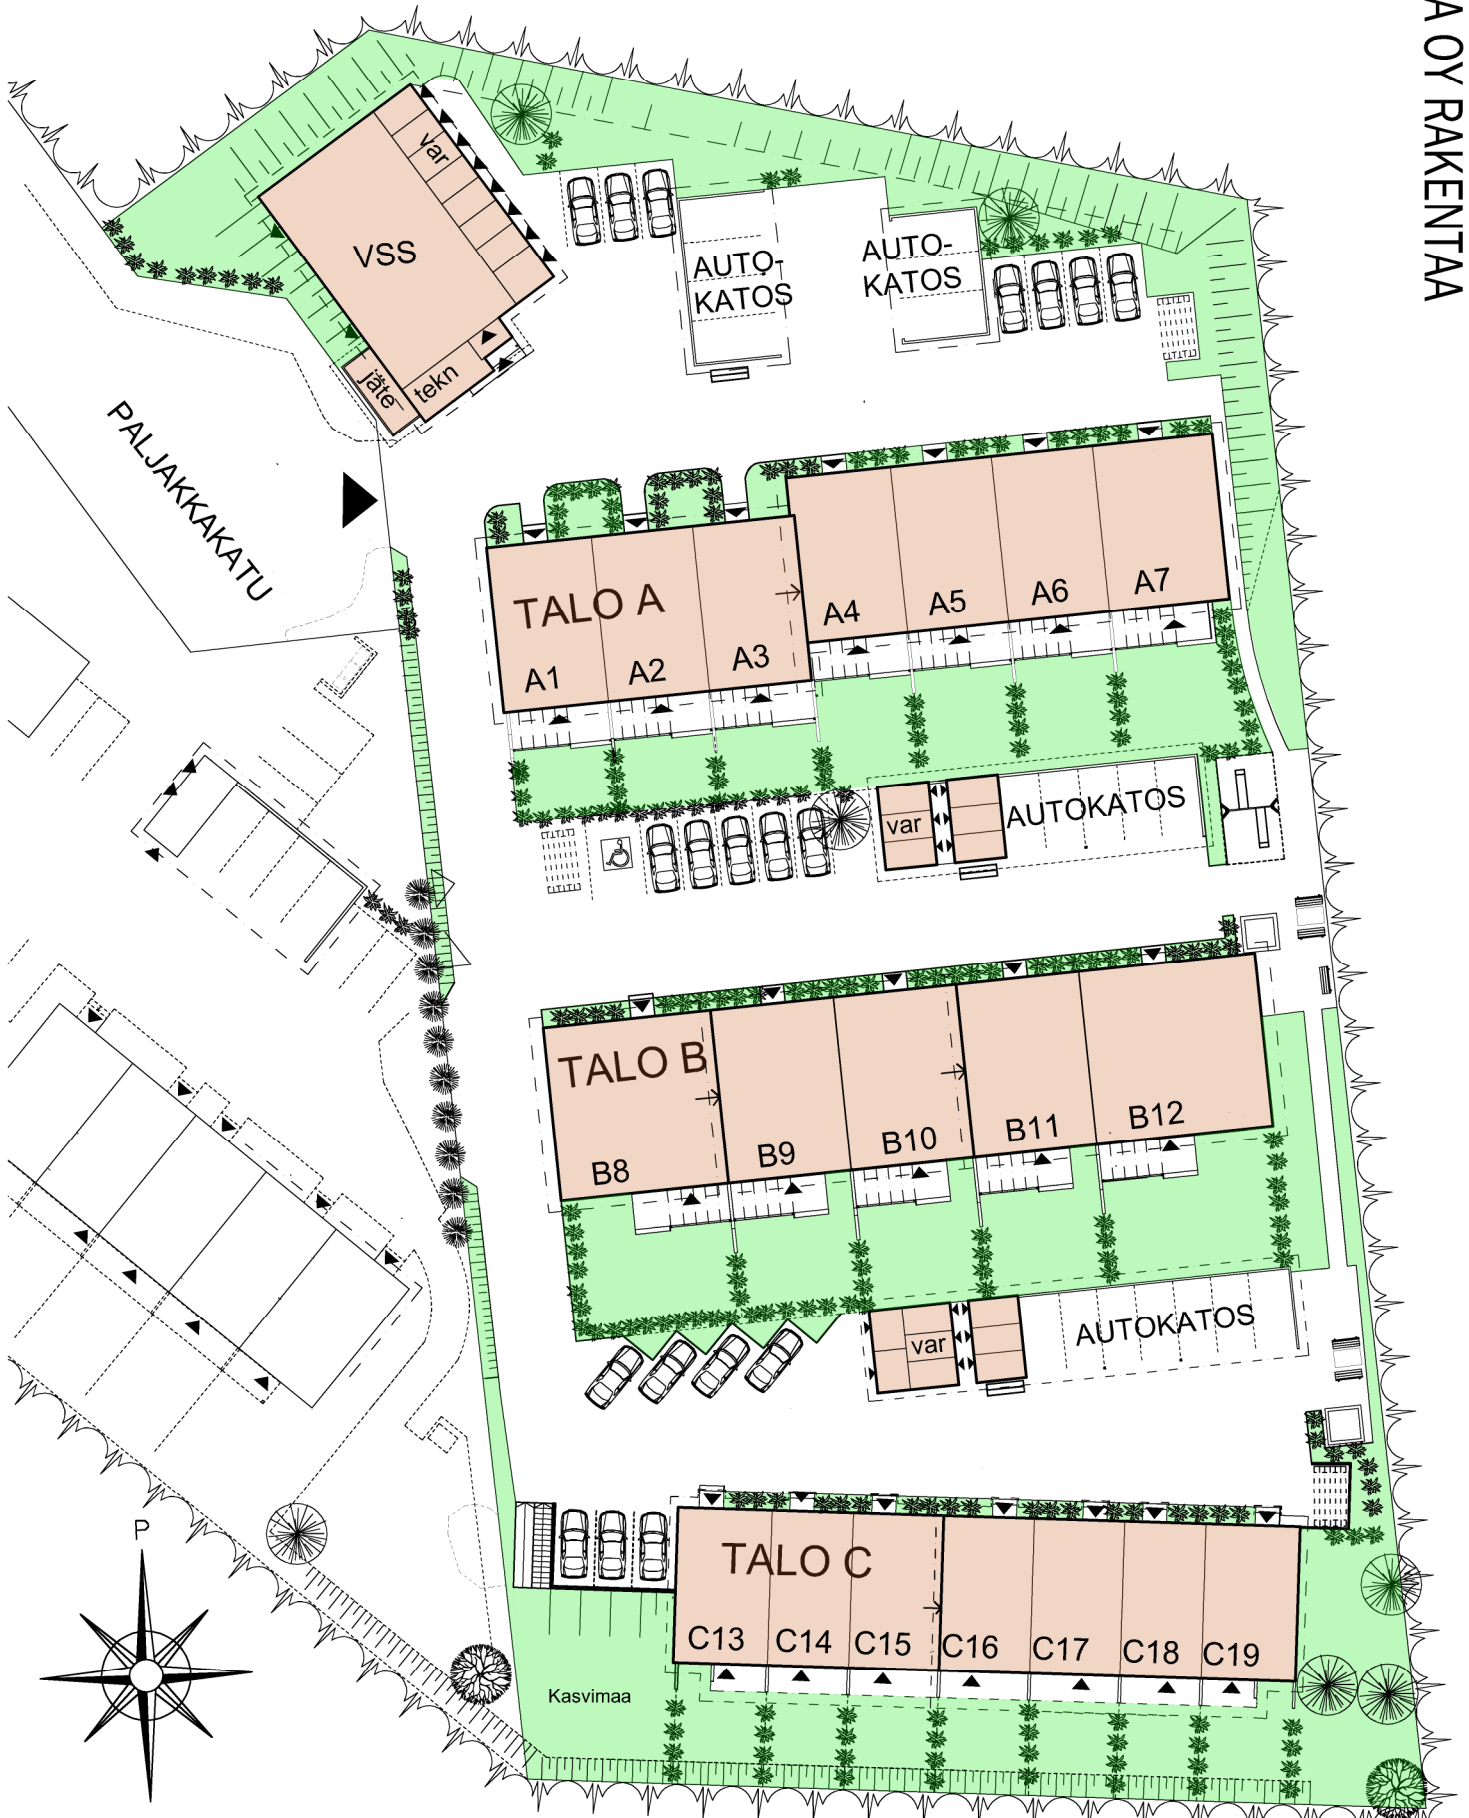 A OY RAKENTAA
var
VSS
AUTO-
KATOS
AUTO-
KATOS
jäte
tekn
PALJAKKAKATU
TALO A
A1
A2
A3
A4
A5
A6
A7
var
AUTOKATOS
TALO B
B8
B9
B10
B11
B12
var
AUTOKATOS
P
TALO C
C13
C14
C15
C16
C17
C18
C19
Kasvimaa